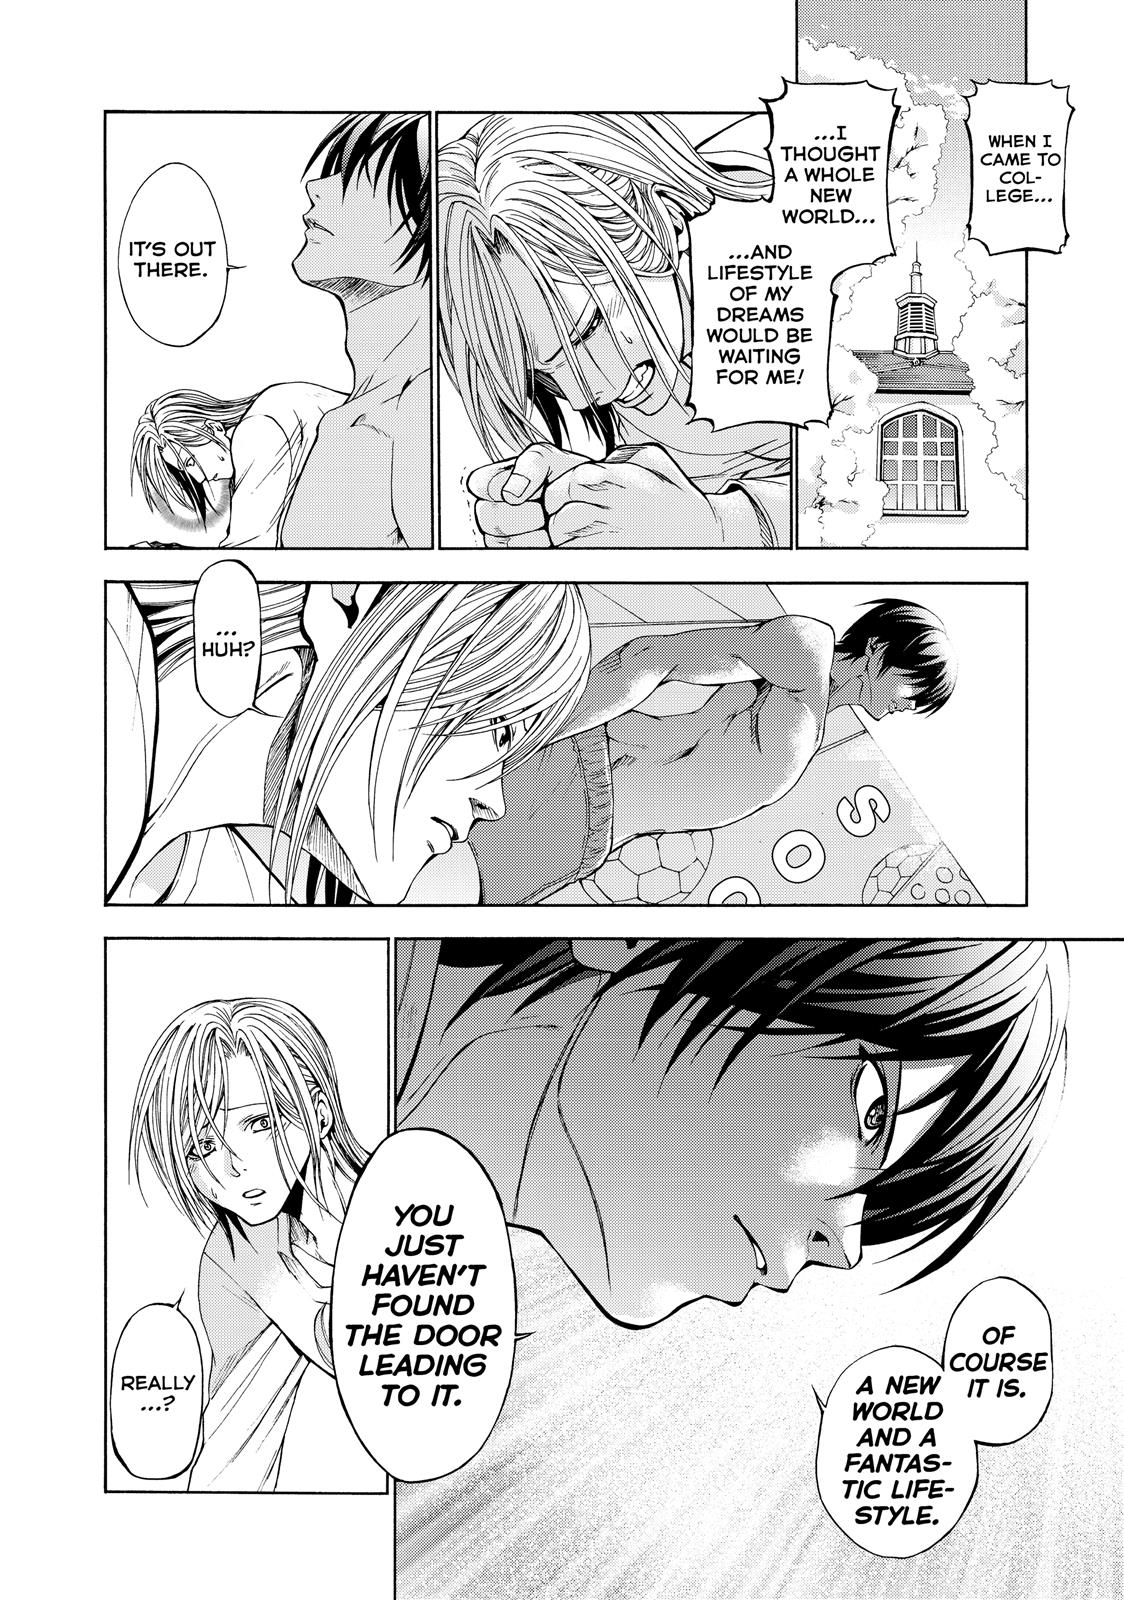 WHEN I
CAME TO
COL-
LEGE...
...I
THOUGHT
A WHOLE
NEW
WORLD...
...AND
LIFESTYLE
OF MY
DREAMS
WOULD BE
WAITING
FOR ME!
IT'S OUT
THERE.
...
HUH?
SOCC
OF
COURSE
IT IS.
A NEW
WORLD
AND A
FANTAS-
TIC LIFE-
STYLE.
YOU
JUST
HAVEN'T
FOUND
THE DOOR
LEADING
TO IT.
REALLY
...?